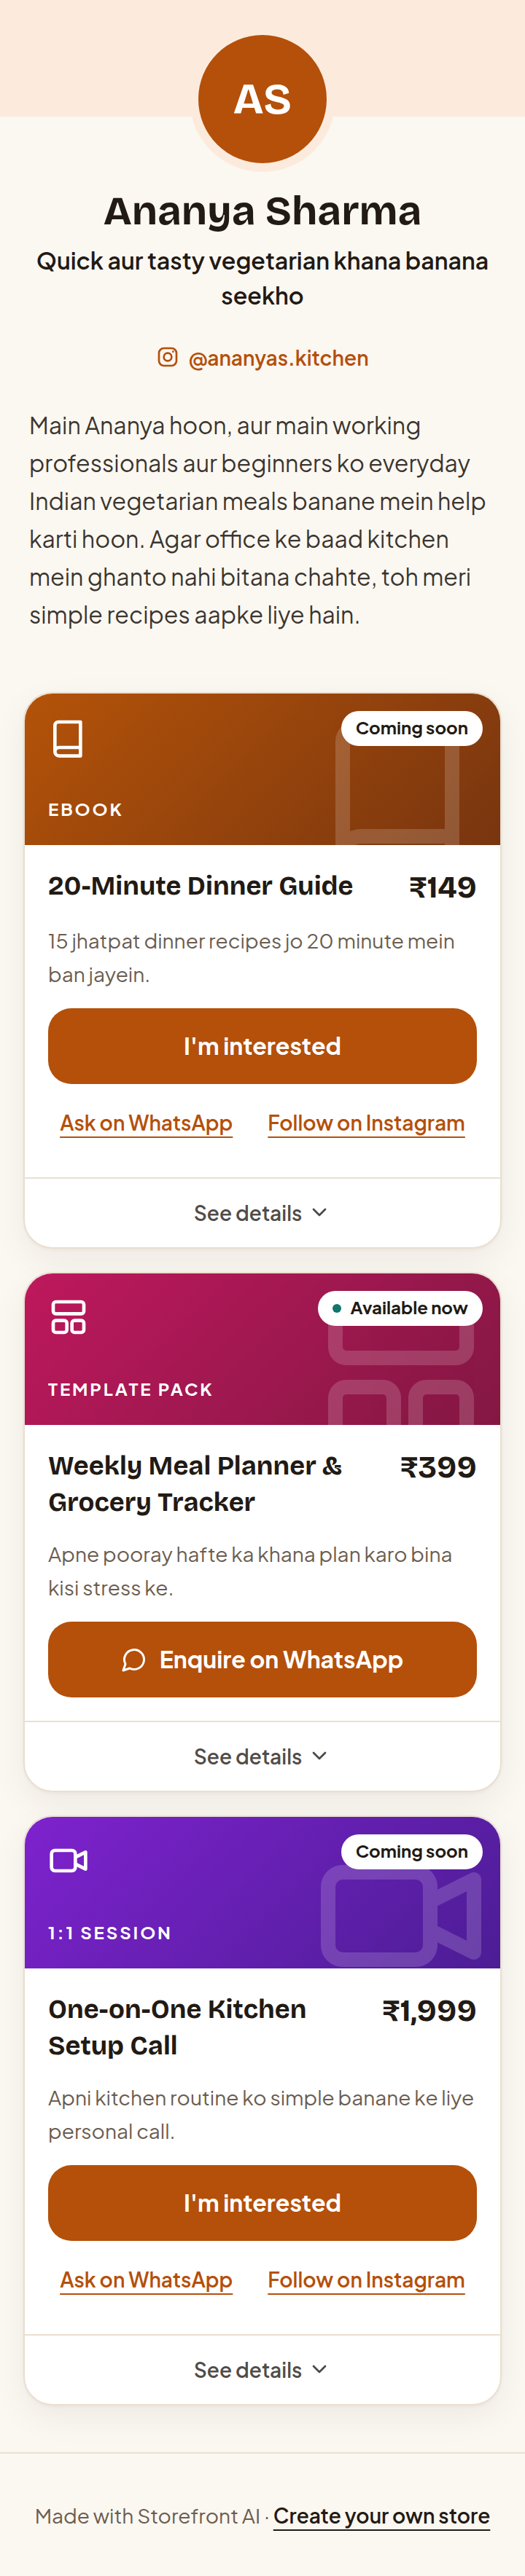 AS
Ananya Sharma
Quick aur tasty vegetarian khana banana
seekho
@ananyas.kitchen
Main Ananya hoon, aur main working
professionals aur beginners ko everyday
Indian vegetarian meals banane mein help
karti hoon. Agar office ke baad kitchen
mein ghanto nahi bitana chahte, toh meri
simple recipes aapke liye hain.
Coming soon
EBOOK
20-Minute Dinner Guide ₹149
15 jhatpat dinner recipes jo 20 minute mein
ban jayein.
I'm interested
Ask on WhatsApp Follow on Instagram
See details
Available now
TEMPLATE PACK
Weekly Meal Planner & ₹399
Grocery Tracker
Apne pooray hafte ka khana plan karo bina
kisi stress ke.
Enquire on WhatsApp
See details
Coming soon
1:1 SESSION
One-on-One Kitchen ₹1,999
Setup Call
Apni kitchen routine ko simple banane ke liye
personal call.
I'm interested
Ask on WhatsApp Follow on Instagram
See details
Made with Storefront AI · Create your own store